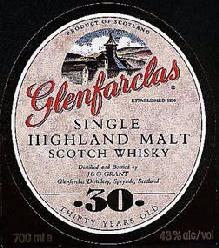 PRODUCT OF SCOTLAND
Glenfarclas
ESTABLISHED 1836
SINGLE
HIGHLAND MALT
SCOTCH WHISKY
Distilled and Bottled by
J & G GRANT
Glenfarclas Distillery, Speyside, Scotland
·30·
THIRTY YEARS OLD
700 ml e
43% alc/vol